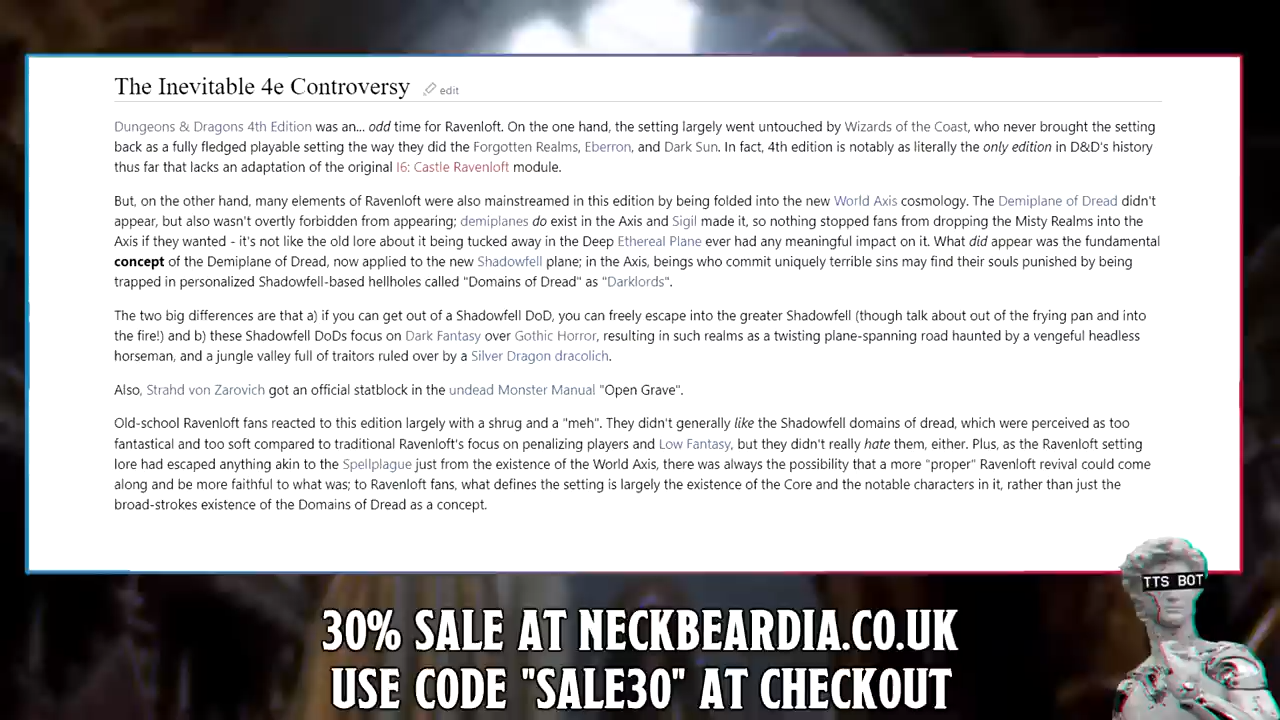 The Inevitable 4e Controversy edit
Dungeons & Dragons 4th Edition was an... odd time for Ravenloft. On the one hand, the setting largely went untouched by Wizards of the Coast, who never brought the setting
back as a fully fledged playable setting the way they did the Forgotten Realms, Eberron, and Dark Sun. In fact, 4th edition is notably as literally the only edition in D&D's history
thus far that lacks an adaptation of the original I6: Castle Ravenloft module.
But, on the other hand, many elements of Ravenloft were also mainstreamed in this edition by being folded into the new World Axis cosmology. The Demiplane of Dread didn't
appear, but also wasn't overtly forbidden from appearing; demiplanes do exist in the Axis and Sigil made it, so nothing stopped fans from dropping the Misty Realms into the
Axis if they wanted - it's not like the old lore about it being tucked away in the Deep Ethereal Plane ever had any meaningful impact on it. What did appear was the fundamental
concept of the Demiplane of Dread, now applied to the new Shadowfell plane; in the Axis, beings who commit uniquely terrible sins may find their souls punished by being
trapped in personalized Shadowfell-based hellholes called "Domains of Dread" as "Darklords".
The two big differences are that a) if you can get out of a Shadowfell DoD, you can freely escape into the greater Shadowfell (though talk about out of the frying pan and into
the fire!) and b) these Shadowfell DoDs focus on Dark Fantasy over Gothic Horror, resulting in such realms as a twisting plane-spanning road haunted by a vengeful headless
horseman, and a jungle valley full of traitors ruled over by a Silver Dragon dracolich.
Also, Strahd von Zarovich got an official statblock in the undead Monster Manual "Open Grave".
Old-school Ravenloft fans reacted to this edition largely with a shrug and a "meh". They didn't generally like the Shadowfell domains of dread, which were perceived as too
fantastical and too soft compared to traditional Ravenloft's focus on penalizing players and Low Fantasy, but they didn't really hate them, either. Plus, as the Ravenloft setting
lore had escaped anything akin to the Spellplague just from the existence of the World Axis, there was always the possibility that a more "proper" Ravenloft revival could come
along and be more faithful to what was; to Ravenloft fans, what defines the setting is largely the existence of the Core and the notable characters in it, rather than just the
broad-strokes existence of the Domains of Dread as a concept.
TTS BOT
30% SALE AT NECKBEARDIA.CO.UK
USE CODE "SALE30" AT CHECKOUT